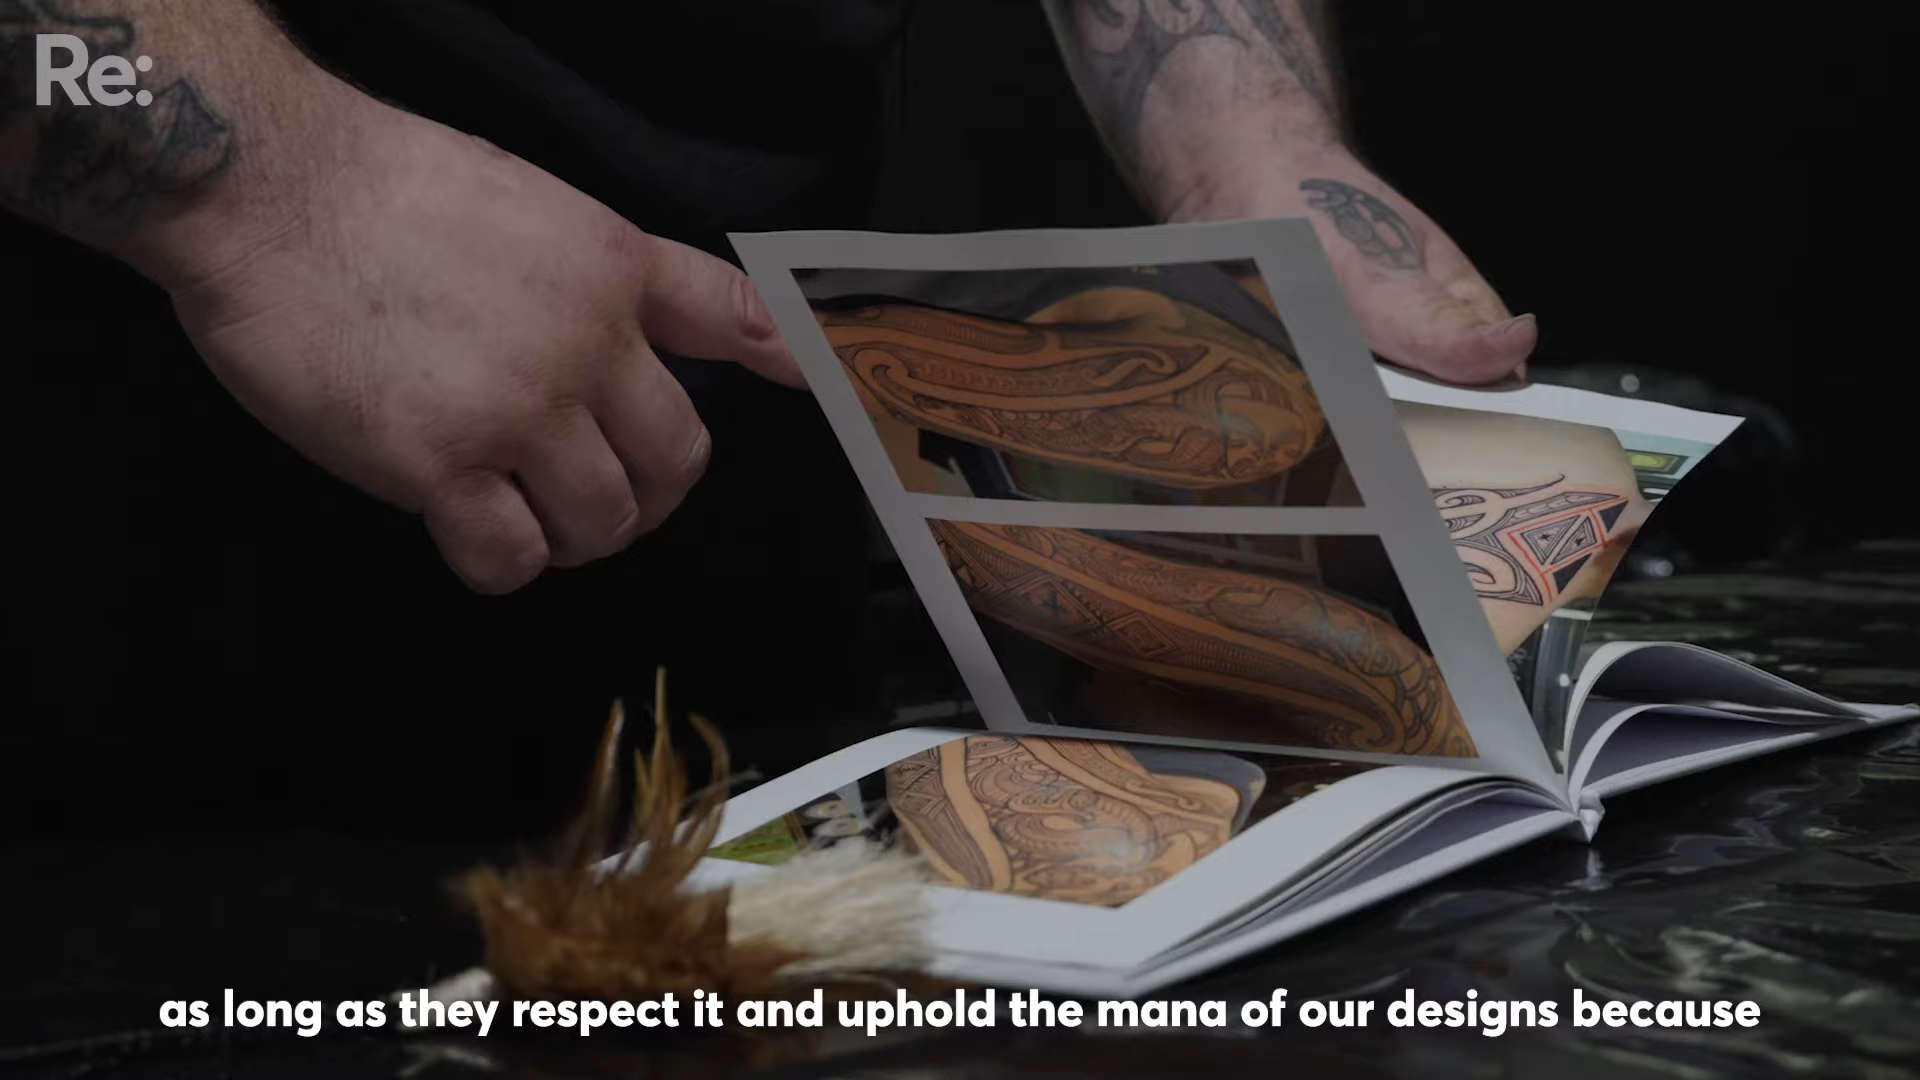 Re:
as long as they respect it and uphold the mana of our designs because